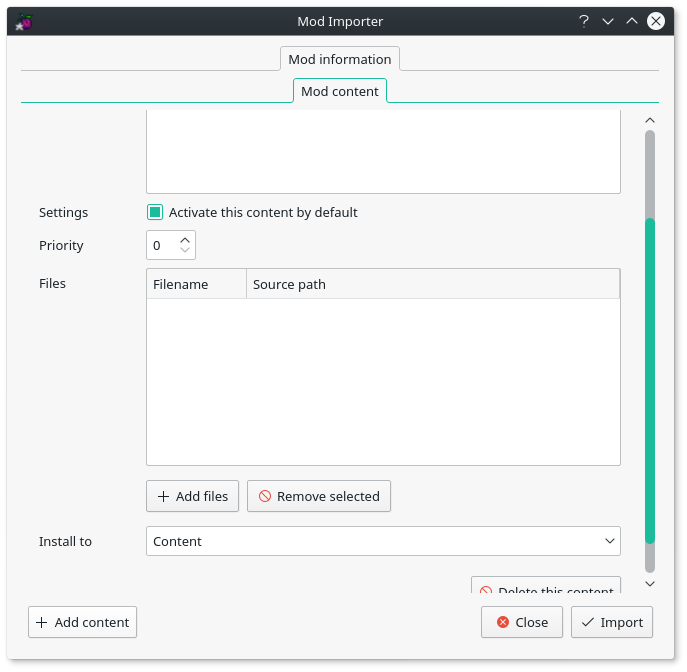 Mod Importer
?
Mod information
Mod content
Settings
Activate this content by default
Priority
0
Files
Filename
Source path
Add files
Remove selected
Install to
Content
Delete this content
Add content
Close
Import